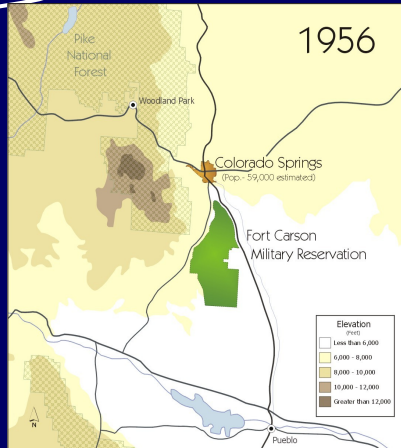 1956
Pike
National
Forest
Woodland Park
Colorado Springs
(Pop.- 59,000 estimated)
Fort Carson
Military Reservation
Elevation
(Feet)
Less than 6,000
6,000 - 8,000
8,000 - 10,000
10,000 - 12,000
Greater than 12,000
N
Pueblo